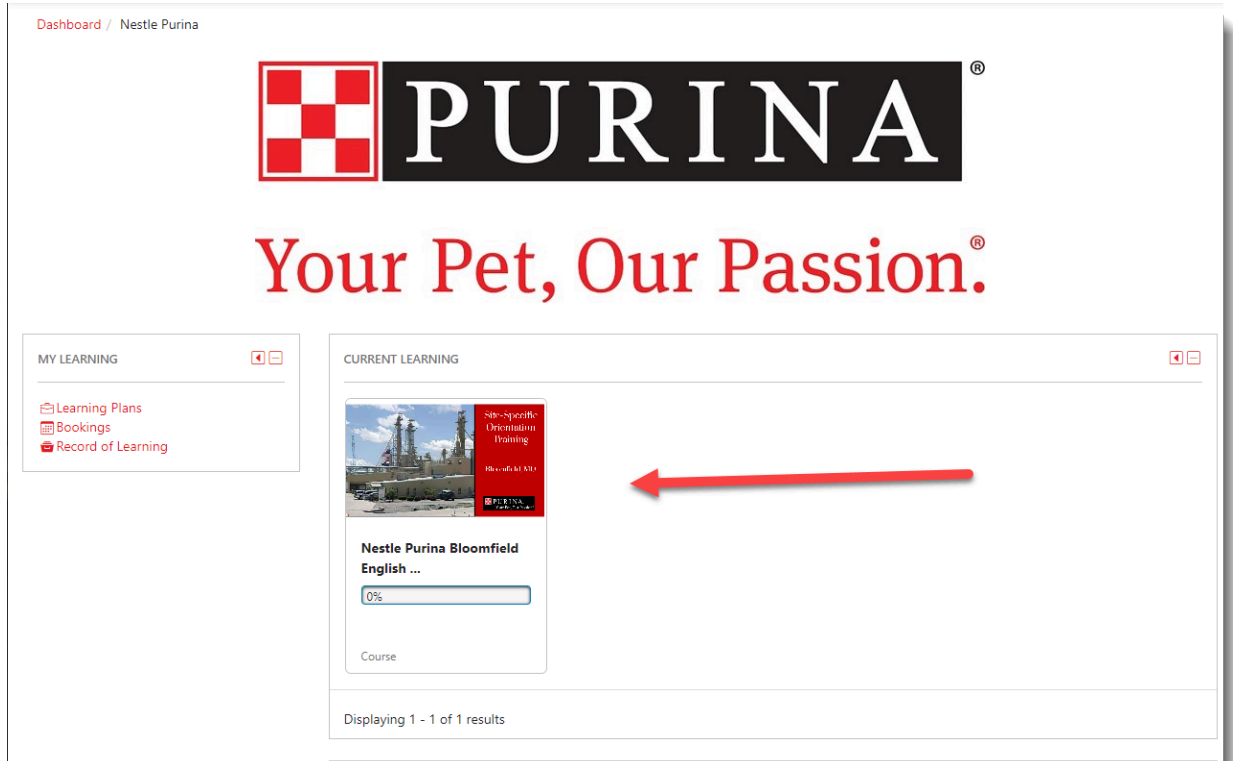 Dashboard / Nestle Purina
PURINA®
Your Pet, Our Passion.®
MY LEARNING
Learning Plans
Bookings
Record of Learning
CURRENT LEARNING
Site-Specific
Orientation
Training
Bloomfield, MO
PURINA
Nestle Purina Bloomfield
English ...
0%
Course
Displaying 1 - 1 of 1 results